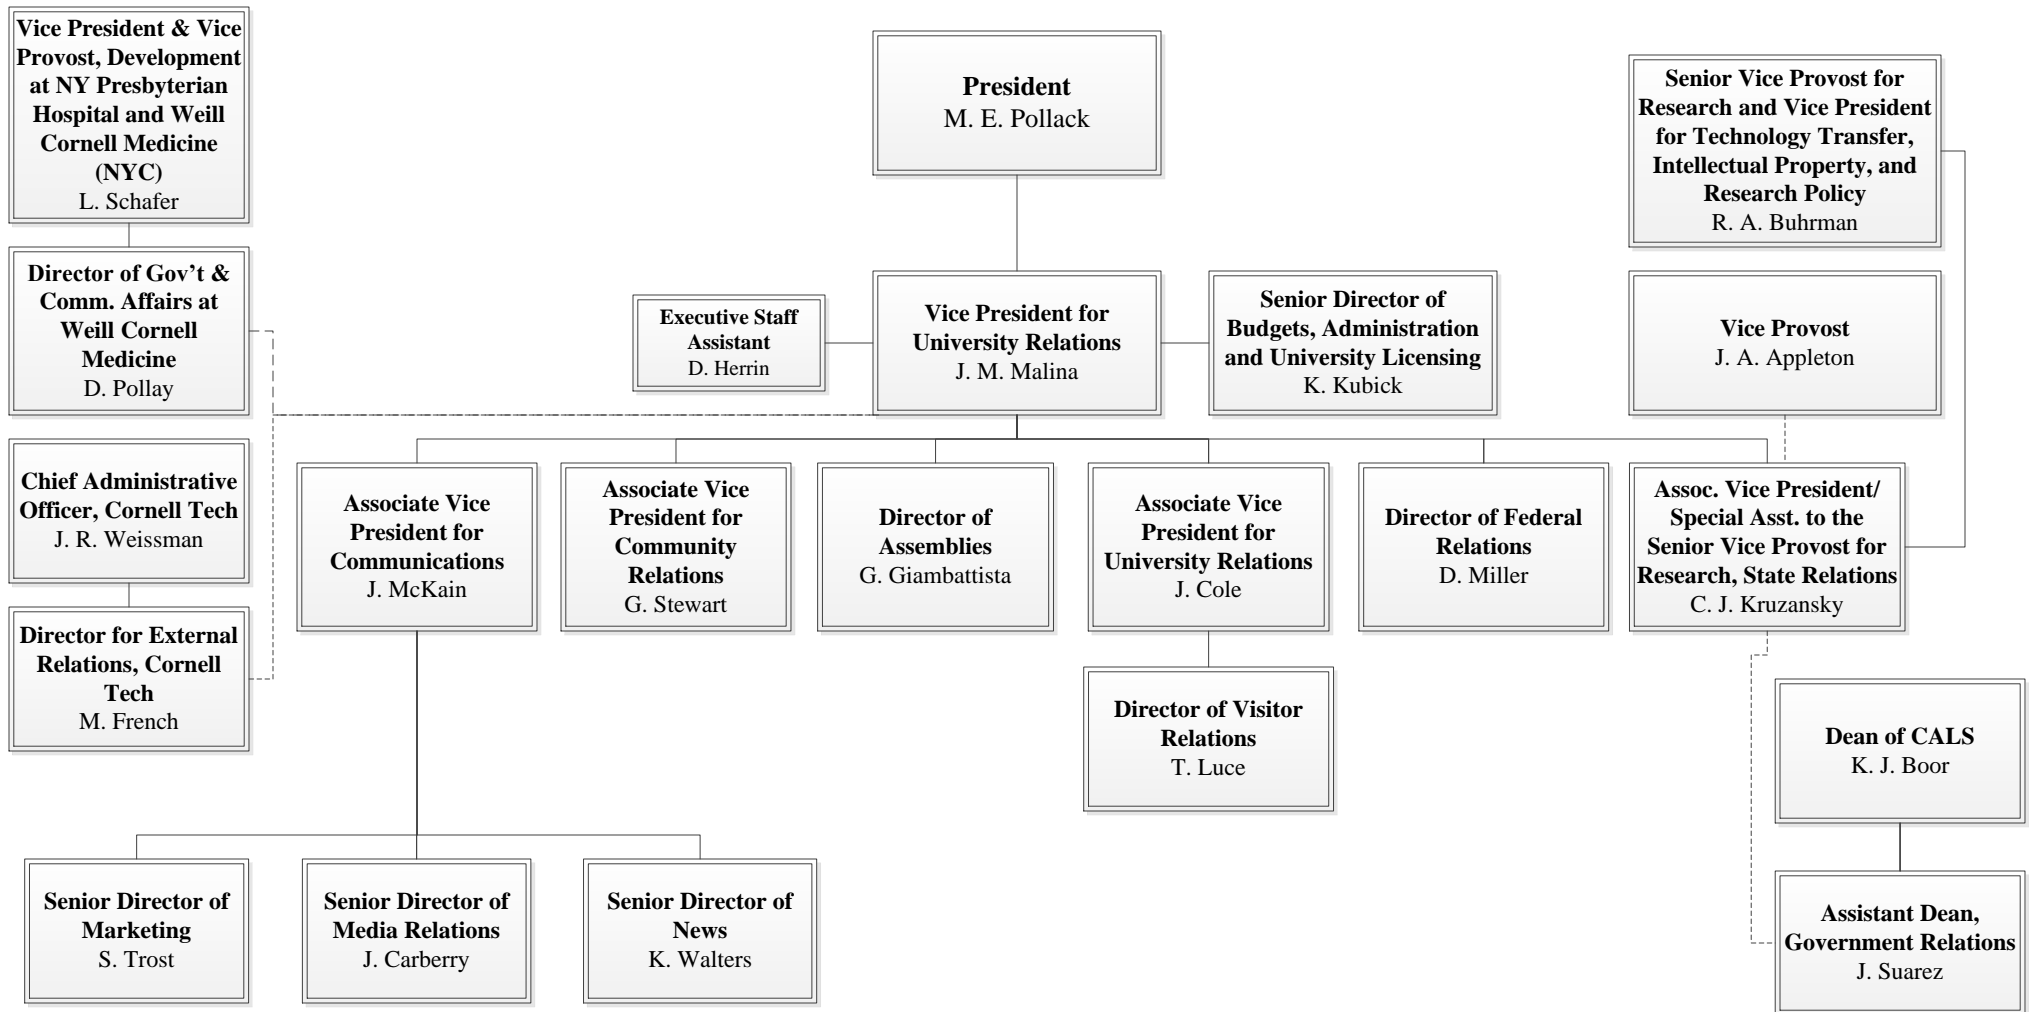 Vice President & Vice
Provost, Development
at NY Presbyterian
Hospital and Weill
Cornell Medicine
(NYC)
L. Schafer
President
M. E. Pollack
Senior Vice Provost for
Research and Vice President
for Technology Transfer,
Intellectual Property, and
Research Policy
R. A. Buhrman
Director of Gov’t &
Comm. Affairs at
Weill Cornell
Medicine
D. Pollay
Executive Staff
Assistant
D. Herrin
Vice President for
University Relations
J. M. Malina
Senior Director of
Budgets, Administration
and University Licensing
K. Kubick
Vice Provost
J. A. Appleton
Chief Administrative
Officer, Cornell Tech
J. R. Weissman
Associate Vice
President for
Communications
J. McKain
Associate Vice
President for
Community
Relations
G. Stewart
Director of
Assemblies
G. Giambattista
Associate Vice
President for
University Relations
J. Cole
Director of Federal
Relations
D. Miller
Assoc. Vice President/
Special Asst. to the
Senior Vice Provost for
Research, State Relations
C. J. Kruzansky
Director for External
Relations, Cornell
Tech
M. French
Director of Visitor
Relations
T. Luce
Dean of CALS
K. J. Boor
Senior Director of
Marketing
S. Trost
Senior Director of
Media Relations
J. Carberry
Senior Director of
News
K. Walters
Assistant Dean,
Government Relations
J. Suarez